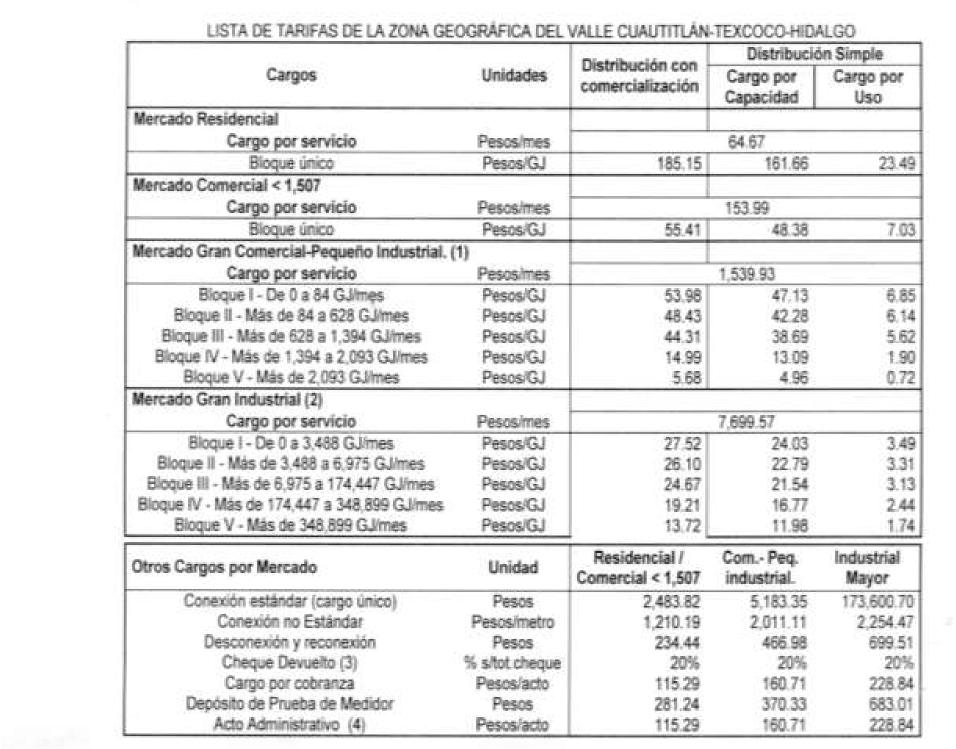 LISTA DE TARIFAS DE LA ZONA GEOGRÁFICA DEL VALLE CUAUTITLÁN-TEXCOCO-HIDALGO
Cargos Unidades Distribución con comercialización Distribución Simple
Cargo por Capacidad Cargo por Uso
Mercado Residencial
Cargo por servicio Pesos/mes 64.67
Bloque único Pesos/GJ 185.15 161.66 23.49
Mercado Comercial < 1,507
Cargo por servicio Pesos/mes 153.99
Bloque único Pesos/GJ 55.41 48.38 7.03
Mercado Gran Comercial-Pequeño Industrial. (1)
Cargo por servicio Pesos/mes 1,539.93
Bloque I - De 0 a 84 GJ/mes Pesos/GJ 53.98 47.13 6.85
Bloque II - Más de 84 a 628 GJ/mes Pesos/GJ 48.43 42.28 6.14
Bloque III - Más de 628 a 1,394 GJ/mes Pesos/GJ 44.31 38.69 5.62
Bloque IV - Más de 1,394 a 2,093 GJ/mes Pesos/GJ 14.99 13.09 1.90
Bloque V - Más de 2,093 GJ/mes Pesos/GJ 5.68 4.96 0.72
Mercado Gran Industrial (2)
Cargo por servicio Pesos/mes 7,699.57
Bloque I - De 0 a 3,488 GJ/mes Pesos/GJ 27.52 24.03 3.49
Bloque II - Más de 3,488 a 6,975 GJ/mes Pesos/GJ 26.10 22.79 3.31
Bloque III - Más de 6,975 a 174,447 GJ/mes Pesos/GJ 24.67 21.54 3.13
Bloque IV - Más de 174,447 a 348,899 GJ/mes Pesos/GJ 19.21 16.77 2.44
Bloque V - Más de 348,899 GJ/mes Pesos/GJ 13.72 11.98 1.74
Otros Cargos por Mercado Unidad Residencial / Comercial < 1,507 Com.- Peq. industrial. Industrial Mayor
Conexión estándar (cargo único) Pesos 2,483.82 5,183.35 173,600.70
Conexión no Estándar Pesos/metro 1,210.19 2,011.11 2,254.47
Desconexión y reconexión Pesos 234.44 466.98 699.51
Cheque Devuelto (3) % s/tot.cheque 20% 20% 20%
Cargo por cobranza Pesos/acto 115.29 160.71 228.84
Depósito de Prueba de Medidor Pesos 281.24 370.33 683.01
Acto Administrativo (4) Pesos/acto 115.29 160.71 228.84